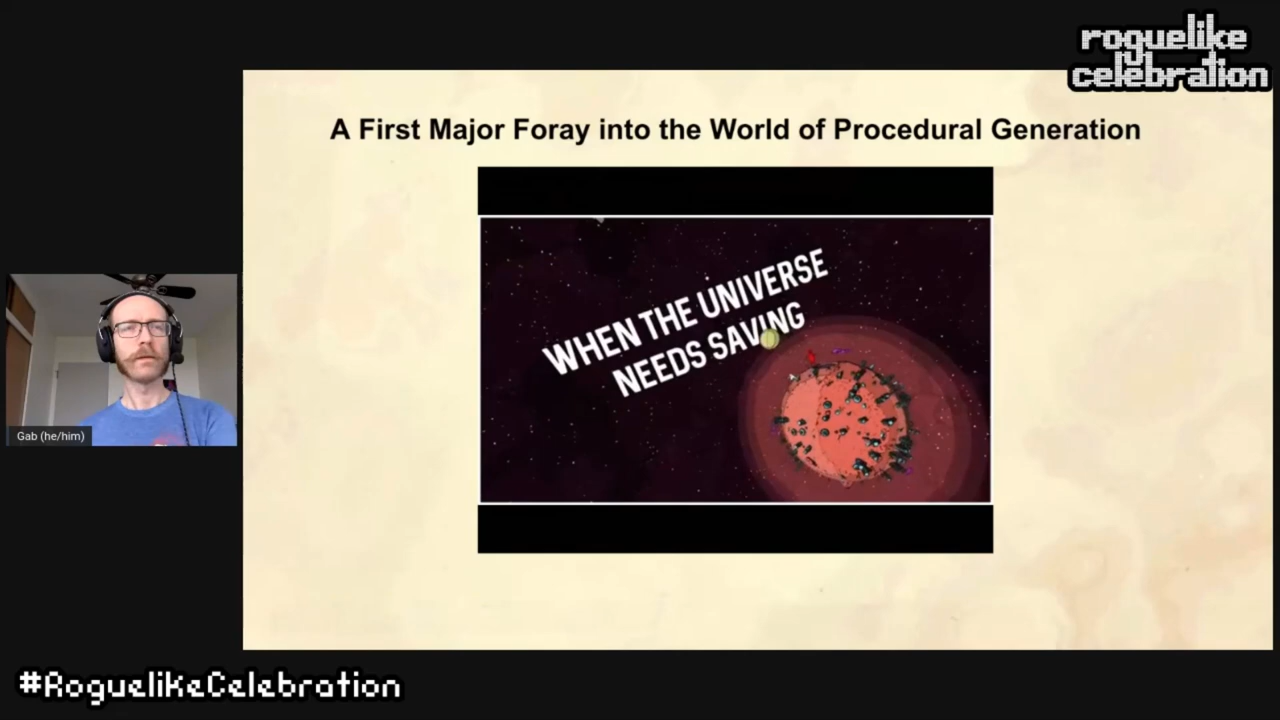 roguelike
celebration
A First Major Foray into the World of Procedural Generation
WHEN THE UNIVERSE
NEEDS SAVING
Gab (he/him)
#RoguelikeCelebration